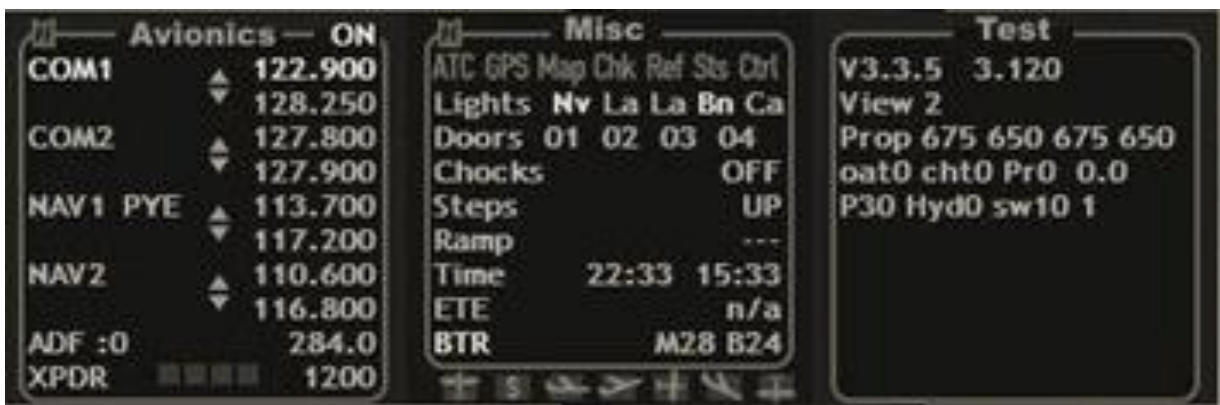 Avionics ON
COM1 122.900
128.250
COM2 127.800
127.900
NAV1 PYE 113.700
117.200
NAV2 110.600
116.800
ADF :0 284.0
XPDR 1200
Misc
ATC GPS Map Chk Ref Sts Ctrl
Lights Nv La La Bn Ca
Doors 01 02 03 04
Chocks OFF
Steps UP
Ramp ---
Time 22:33 15:33
ETE n/a
BTR M28 B24
S
Test
V3.3.5 3.120
View 2
Prop 675 650 675 650
oat0 cht0 Pr0 0.0
P30 Hyd0 sw10 1